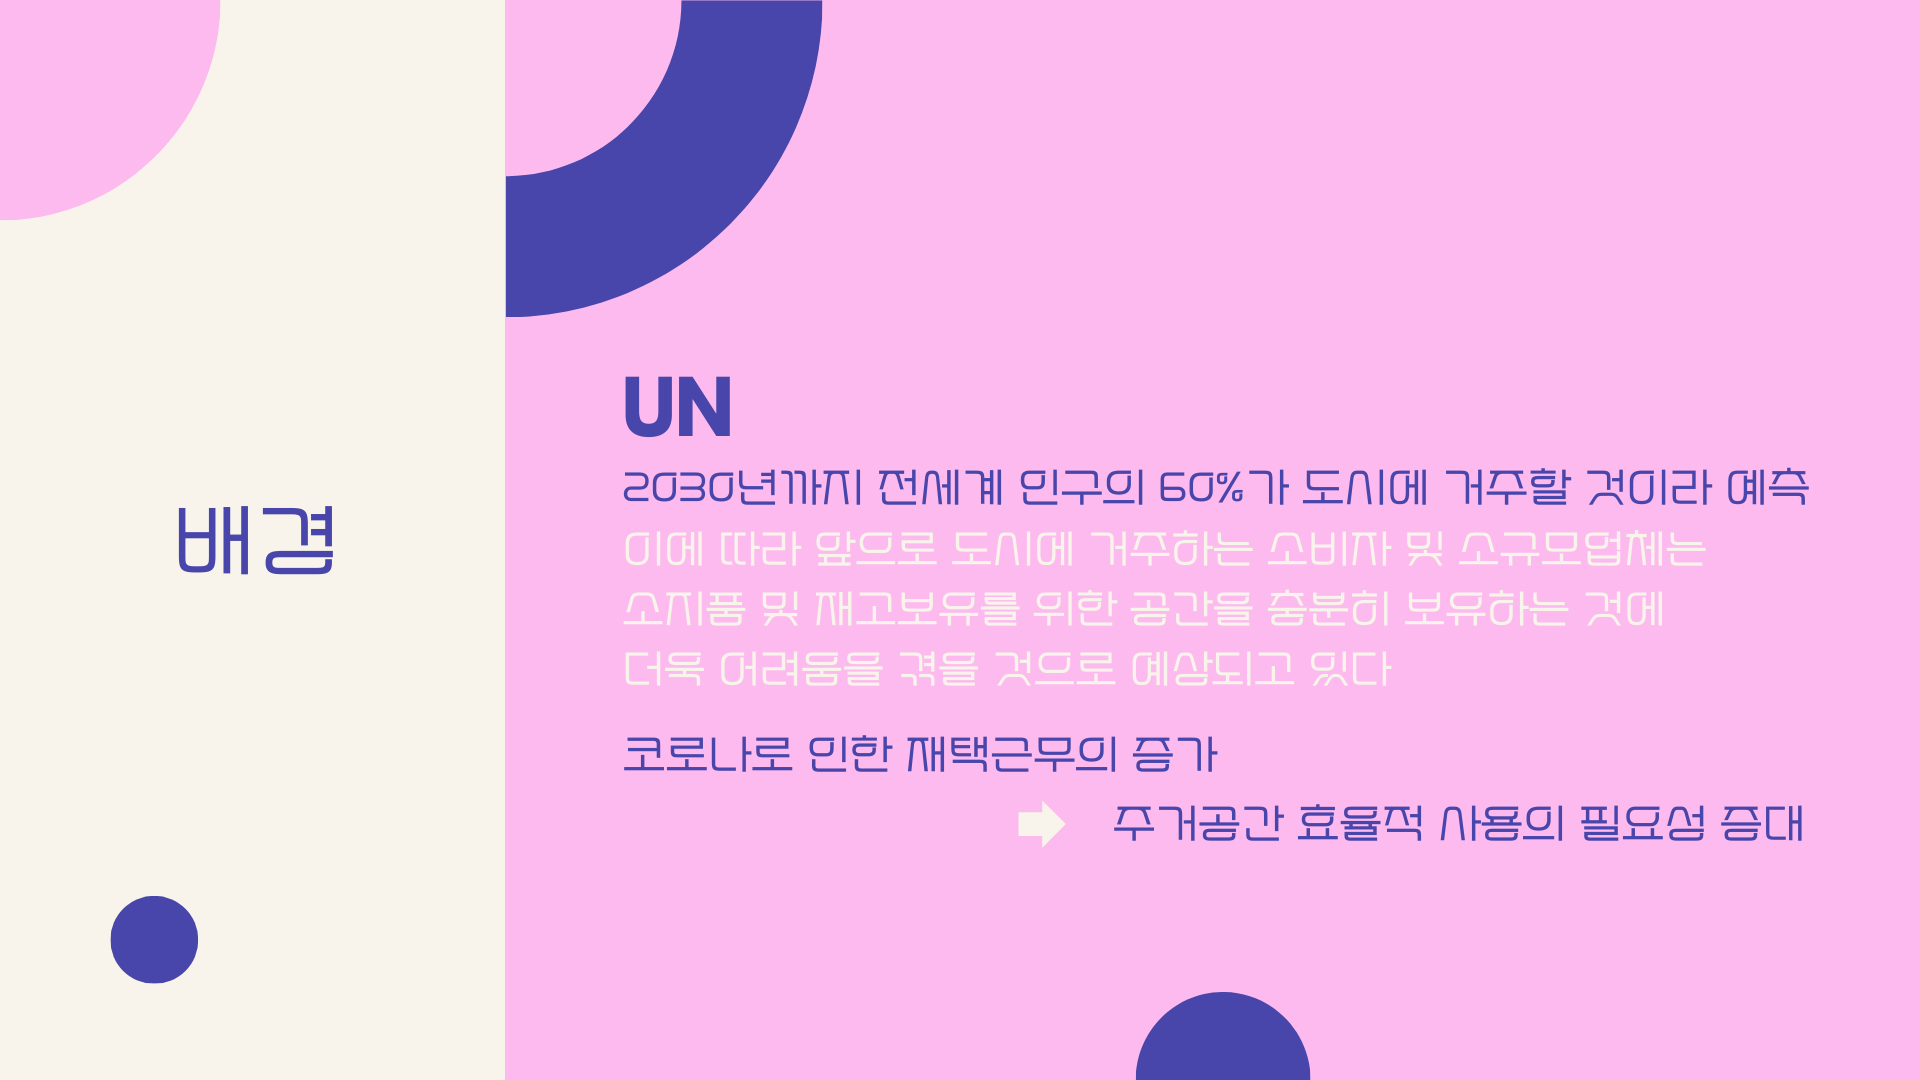 배경
UN
2030년까지 전세계 인구의 60%가 도시에 거주할 것이라 예측
이에 따라 앞으로 도시에 거주하는 소비자 및 소규모업체는
소지품 및 재고보유를 위한 공간을 충분히 보유하는 것에
더욱 어려움을 겪을 것으로 예상되고 있다
코로나로 인한 재택근무의 증가
주거공간 효율적 사용의 필요성 증대